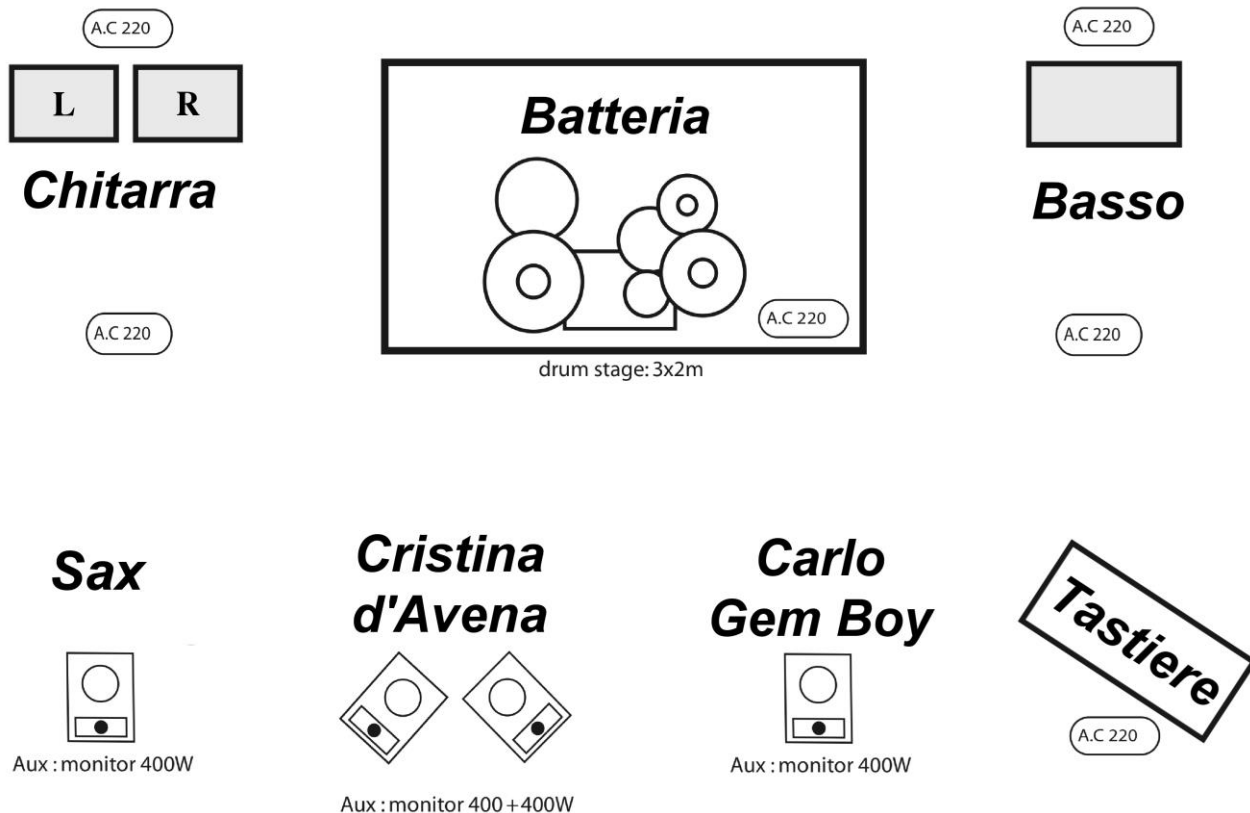 A.C 220
A.C 220
L
R
Batteria
Chitarra
Basso
A.C 220
A.C 220
A.C 220
drum stage: 3x2m
Sax
Cristina
d'Avena
Carlo
Gem Boy
Tastiere
A.C 220
Aux : monitor 400W
Aux : monitor 400W
Aux : monitor 400 + 400W